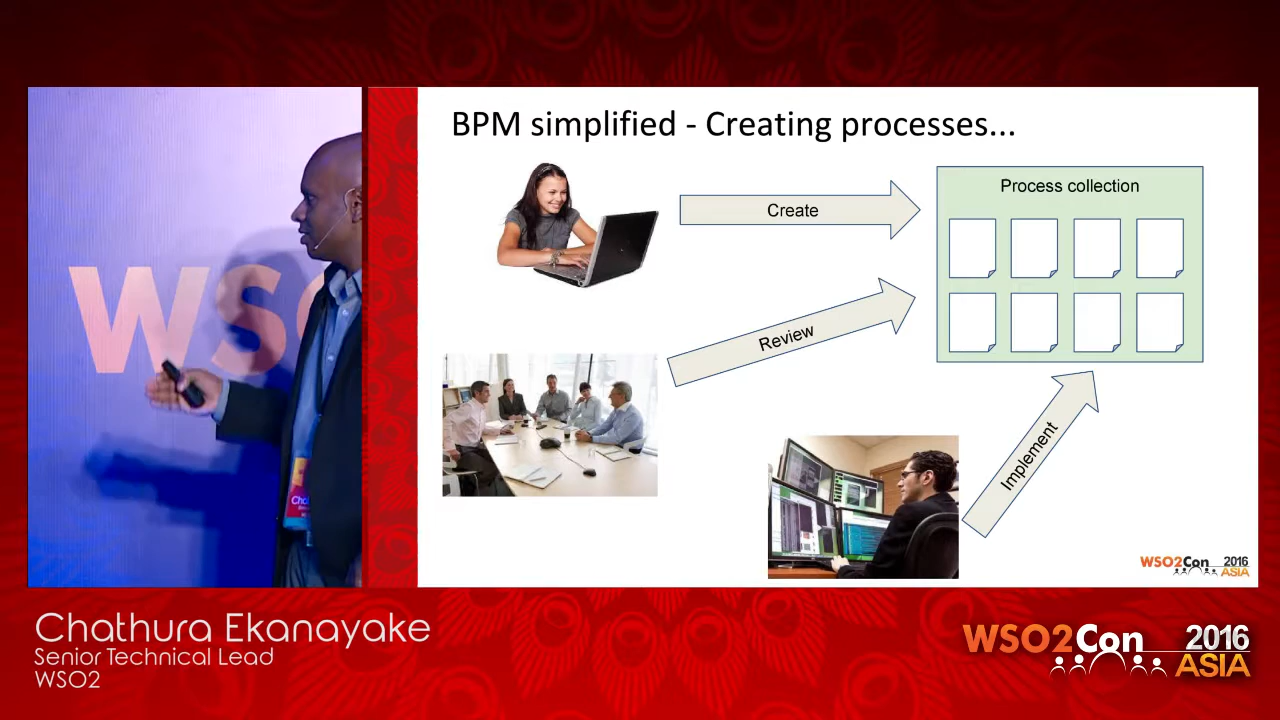 BPM simplified - Creating processes...
Create
Process collection
Review
Implement
WSO2Con 2016
ASIA
WS
Chathura Ekanayake
Senior Technical Lead
WSO2
WSO2Con 2016
ASIA